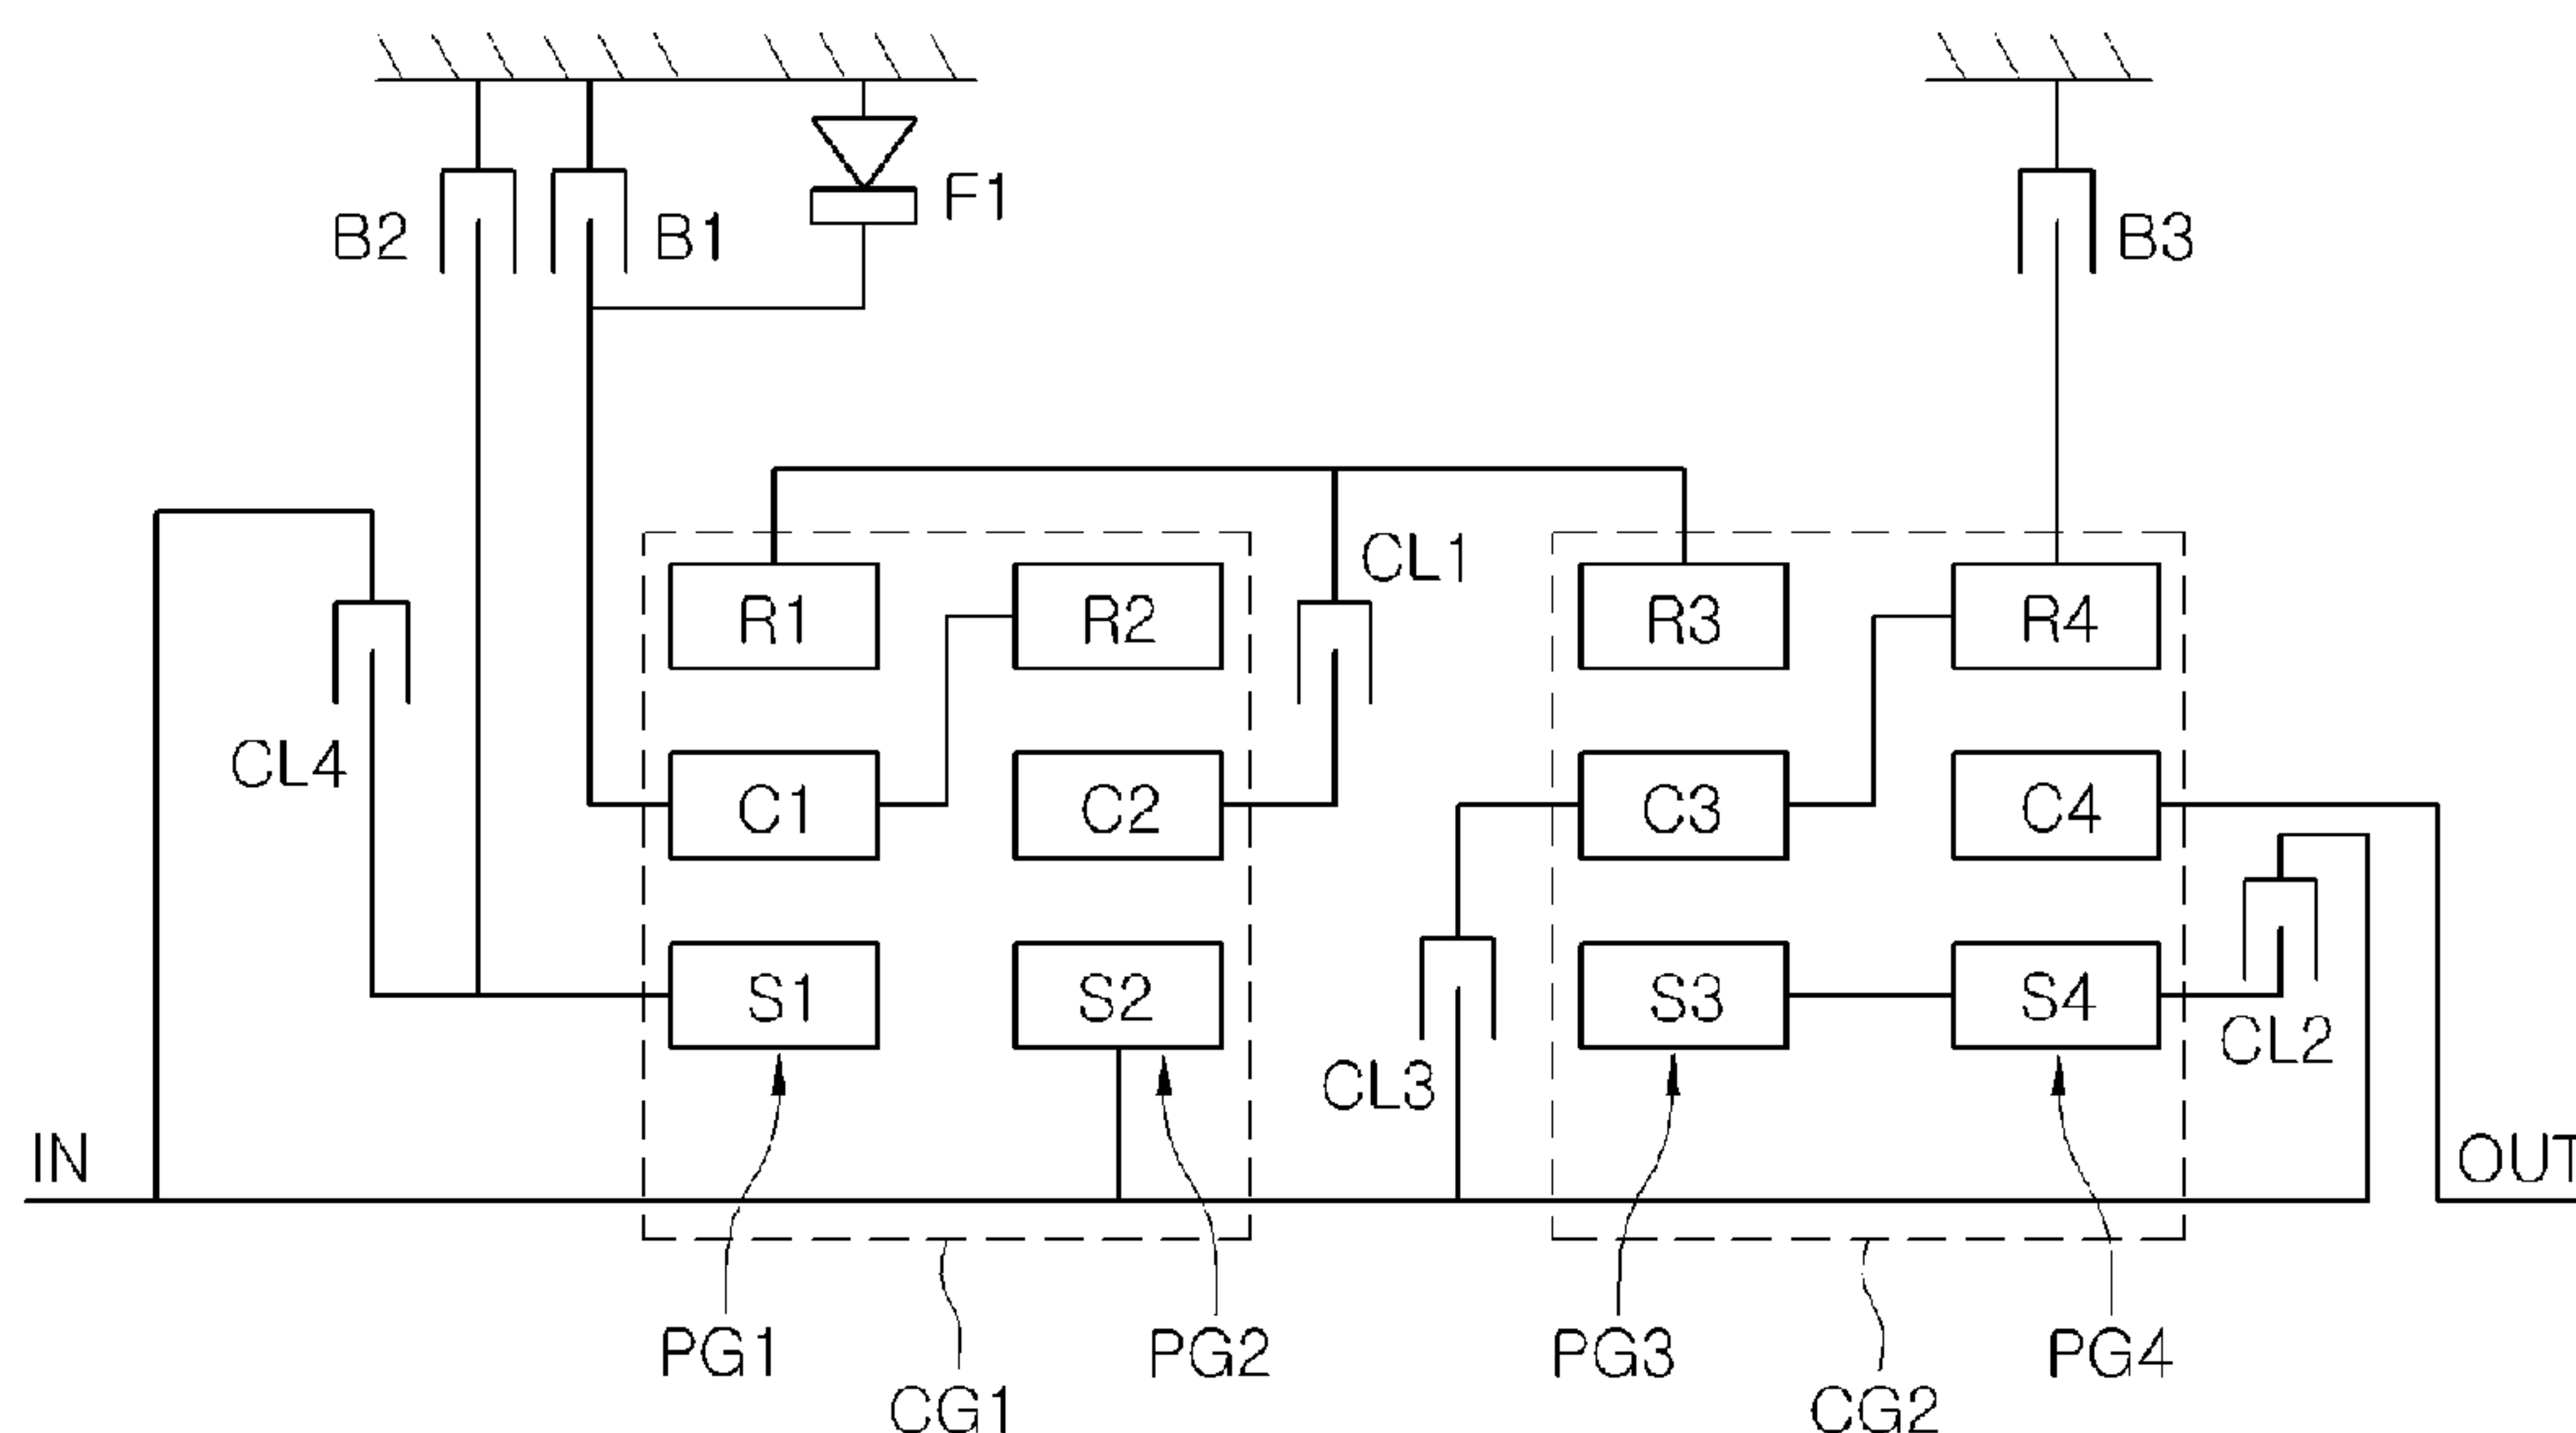 F1
B2
B1
B3
CL1
R1
R2
R3
R4
CL4
C1
C2
C3
C4
S1
S2
S3
S4
CL2
CL3
IN
OUT
PG1
PG2
PG3
PG4
CG1
CG2